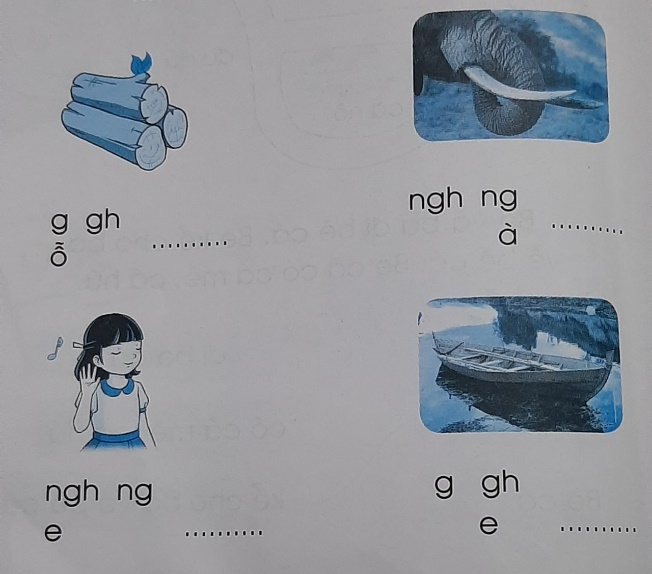 g gh
ỗ ..........
ngh ng
à ..........
ngh ng
e ..........
g gh
e ..........